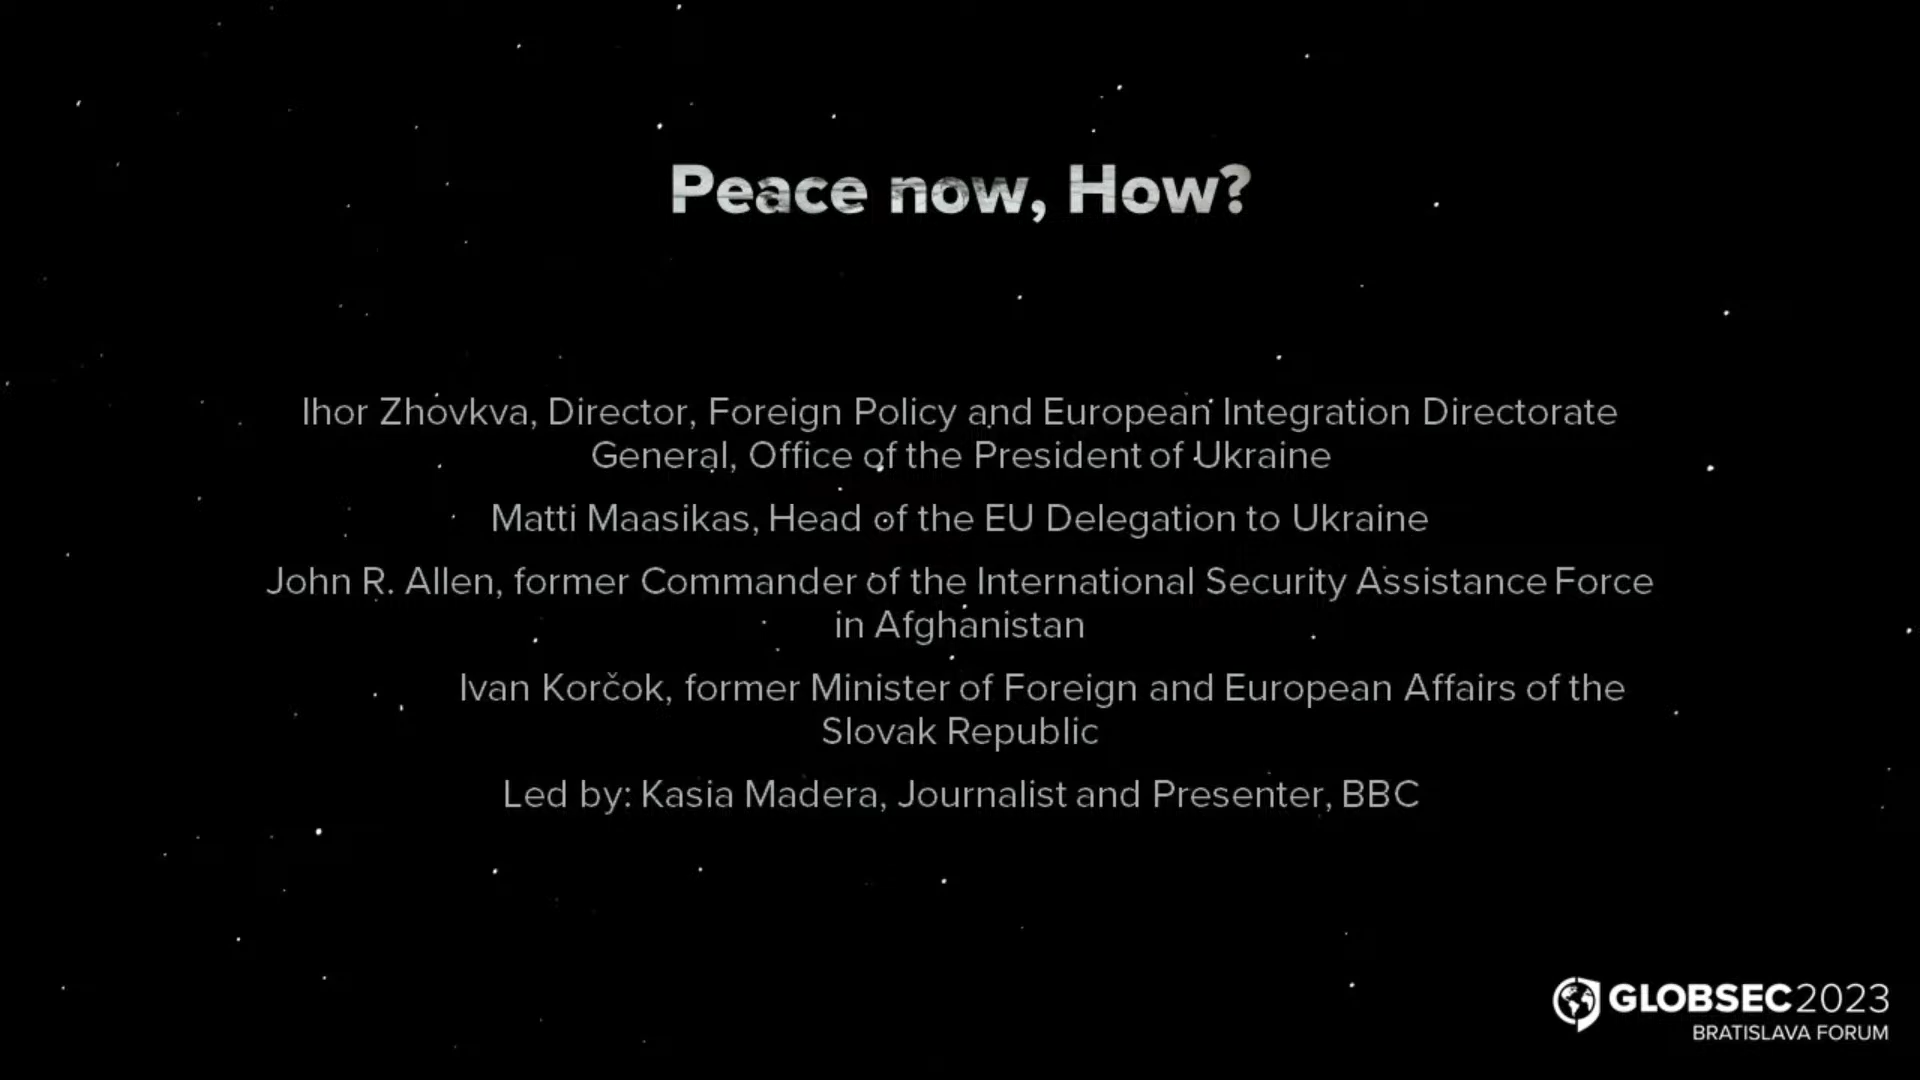 Peace now, How?
Ihor Zhovkva, Director, Foreign Policy and European Integration Directorate
General, Office of the President of Ukraine
Matti Maasikas, Head of the EU Delegation to Ukraine
John R. Allen, former Commander of the International Security Assistance Force
in Afghanistan
Ivan Korčok, former Minister of Foreign and European Affairs of the
Slovak Republic
Led by: Kasia Madera, Journalist and Presenter, BBC
GLOBSEC2023
BRATISLAVA FORUM